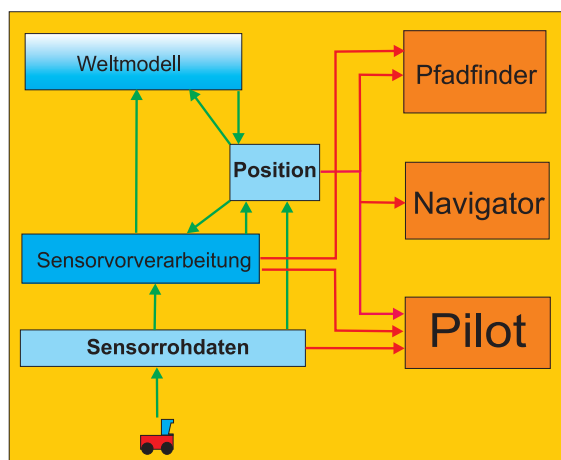 Weltmodell
Pfadfinder
Position
Navigator
Sensorvorverarbeitung
Sensorrohdaten
Pilot